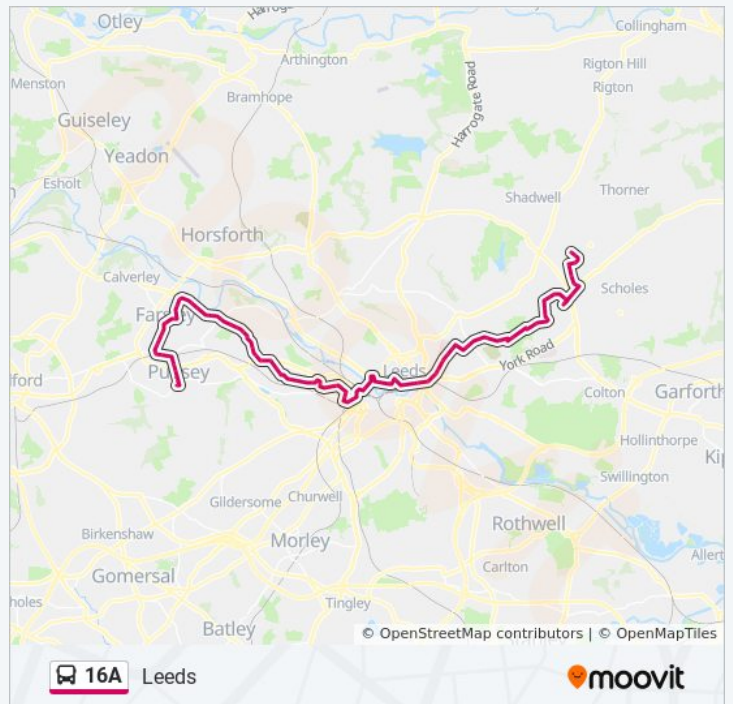 Otley
Collingham
Arthington
Harrogate Road
Rigton Hill
Rigton
Menston
Bramhope
Guiseley
Yeadon
Esholt
Shadwell
Thorner
Horsforth
Calverley
Scholes
Farsley
Leeds
York Road
Pudsey
Colton
Garforth
Hollinthorpe
Kip
Swillington
Gildersome
Churwell
Rothwell
Birkenshaw
Morley
Allert
Carlton
Gomersal
holes
Tingley
Batley
© OpenStreetMap contributors | © OpenMapTiles
16A Leeds
moovit